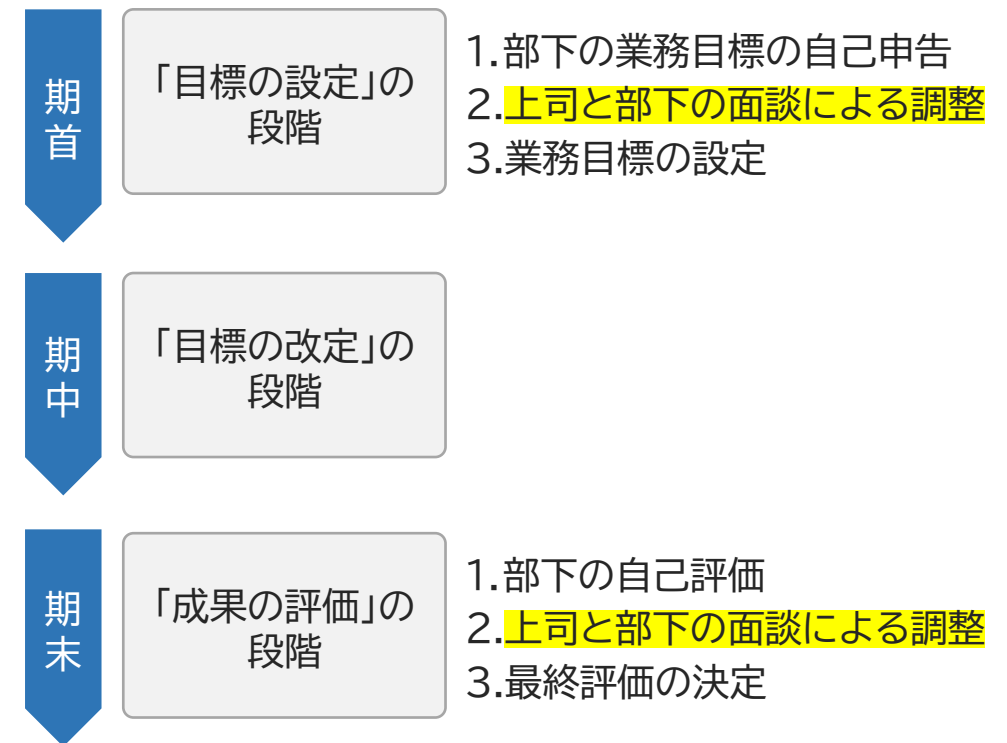 期首
「目標の設定」の
段階
1.部下の業務目標の自己申告
2.上司と部下の面談による調整
3.業務目標の設定
期中
「目標の改定」の
段階
期末
「成果の評価」の
段階
1.部下の自己評価
2.上司と部下の面談による調整
3.最終評価の決定